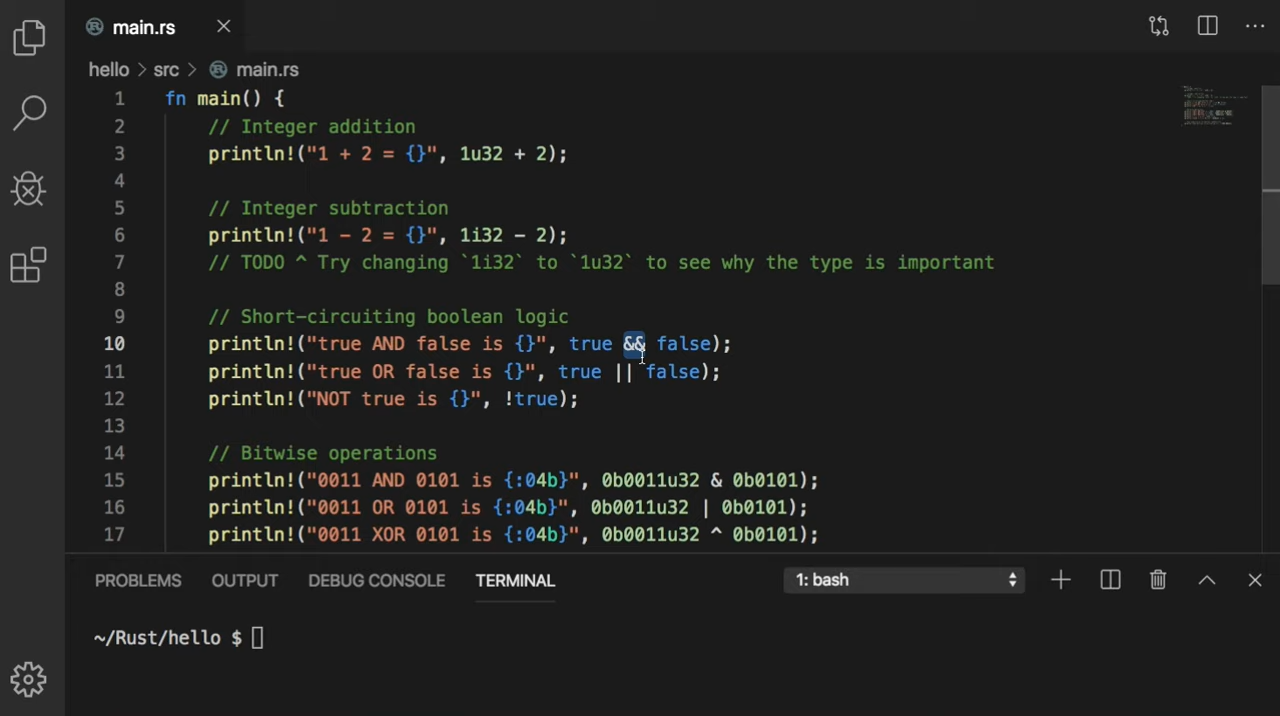 main.rs
hello > src > main.rs
1 fn main() {
2 // Integer addition
3 println!("1 + 2 = {}", 1u32 + 2);
4
5 // Integer subtraction
6 println!("1 - 2 = {}", 1i32 - 2);
7 // TODO ^ Try changing `1i32` to `1u32` to see why the type is important
8
9 // Short-circuiting boolean logic
10 println!("true AND false is {}", true && false);
11 println!("true OR false is {}", true || false);
12 println!("NOT true is {}", !true);
13
14 // Bitwise operations
15 println!("0011 AND 0101 is {:04b}", 0b0011u32 & 0b0101);
16 println!("0011 OR 0101 is {:04b}", 0b0011u32 | 0b0101);
17 println!("0011 XOR 0101 is {:04b}", 0b0011u32 ^ 0b0101);
PROBLEMS OUTPUT DEBUG CONSOLE TERMINAL 1: bash
~/Rust/hello $